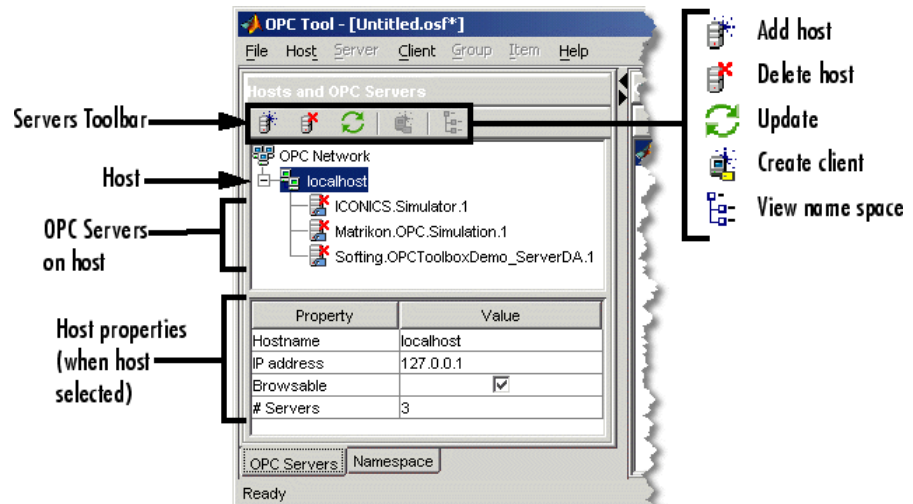 OPC Tool - [Untitled.osf*]
File Host Server Client Group Item Help
Hosts and OPC Servers
Servers Toolbar
OPC Network
Host
localhost
ICONICS.Simulator.1
OPC Servers
on host
Matrikon.OPC.Simulation.1
Softing.OPCToolboxDemo_ServerDA.1
Host properties
(when host
selected)
Property Value
Hostname localhost
IP address 127.0.0.1
Browsable
# Servers 3
OPC Servers Namespace
Ready
Add host
Delete host
Update
Create client
View name space